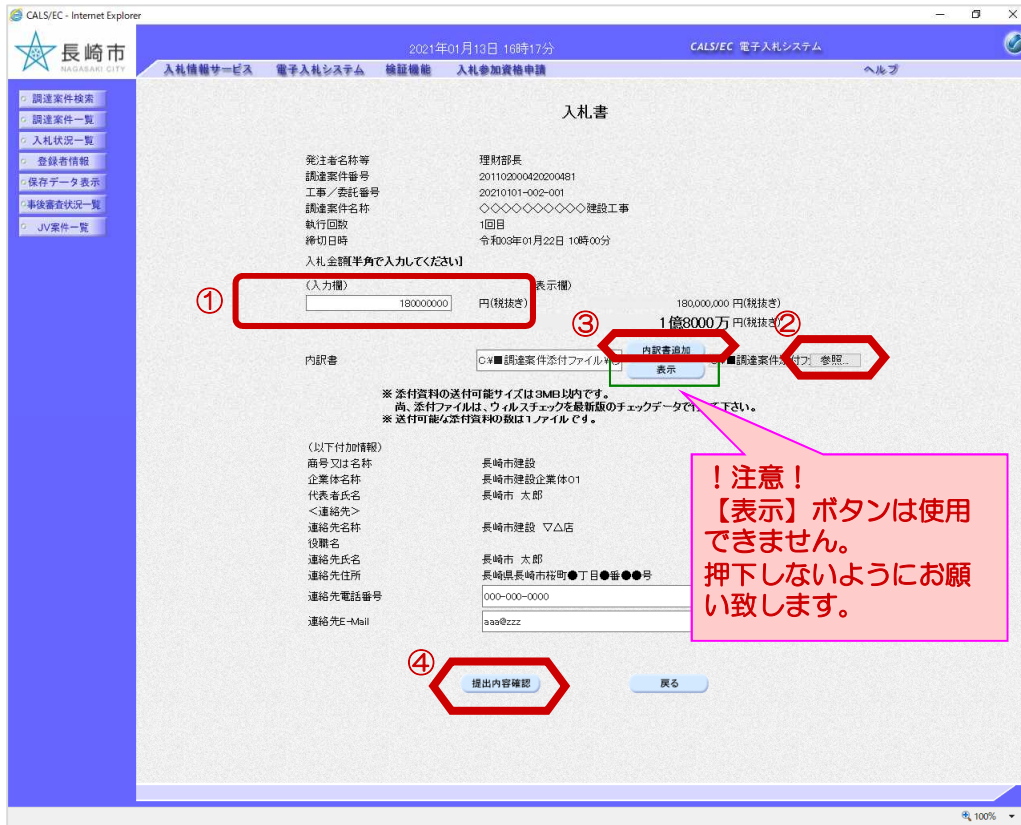 CALS/EC - Internet Explorer
長崎市
NAGASAKI CITY
2021年01月13日 16時17分
CALS/EC 電子入札システム
入札情報サービス 電子入札システム 検証機能 入札参加資格申請 ヘルプ
調達案件検索
調達案件一覧
入札状況一覧
登録者情報
保存データ表示
事後審査状況一覧
JV案件一覧
入札書
発注者名称等 理財部長
調達案件番号 201102000420200481
工事/委託番号 20210101-002-001
調達案件名称 ◇◇◇◇◇◇◇◇◇◇建設工事
執行回数 1回目
締切日時 令和03年01月22日 10時00分
入札金額[半角で入力してください]
(入力欄) 表示欄)
① 180000000 円(税抜き) 180,000,000 円(税抜き)
1億8000万 円(税抜き)
③ ②
内訳書 C:¥■調達案件添付ファイル¥ 内訳書追加 ¥■調達案件添付フ 参照...
表示
※ 添付資料の送付可能サイズは3MB以内です。
尚、添付ファイルは、ウィルスチェックを最新版のチェックデータで行 て下さい。
※ 送付可能な添付資料の数は1ファイルです。
(以下付加情報)
商号又は名称 長崎市建設
企業体名称 長崎市建設企業体01
代表者氏名 長崎市 太郎
<連絡先>
連絡先名称 長崎市建設 ▽△店
役職名
連絡先氏名 長崎市 太郎
連絡先住所 長崎県長崎市桜町●丁目●番●●号
連絡先電話番号 000-000-0000
連絡先E-Mail aaa@zzz
!注意!
【表示】ボタンは使用
できません。
押下しないようにお願
い致します。
④
提出内容確認 戻る
100%